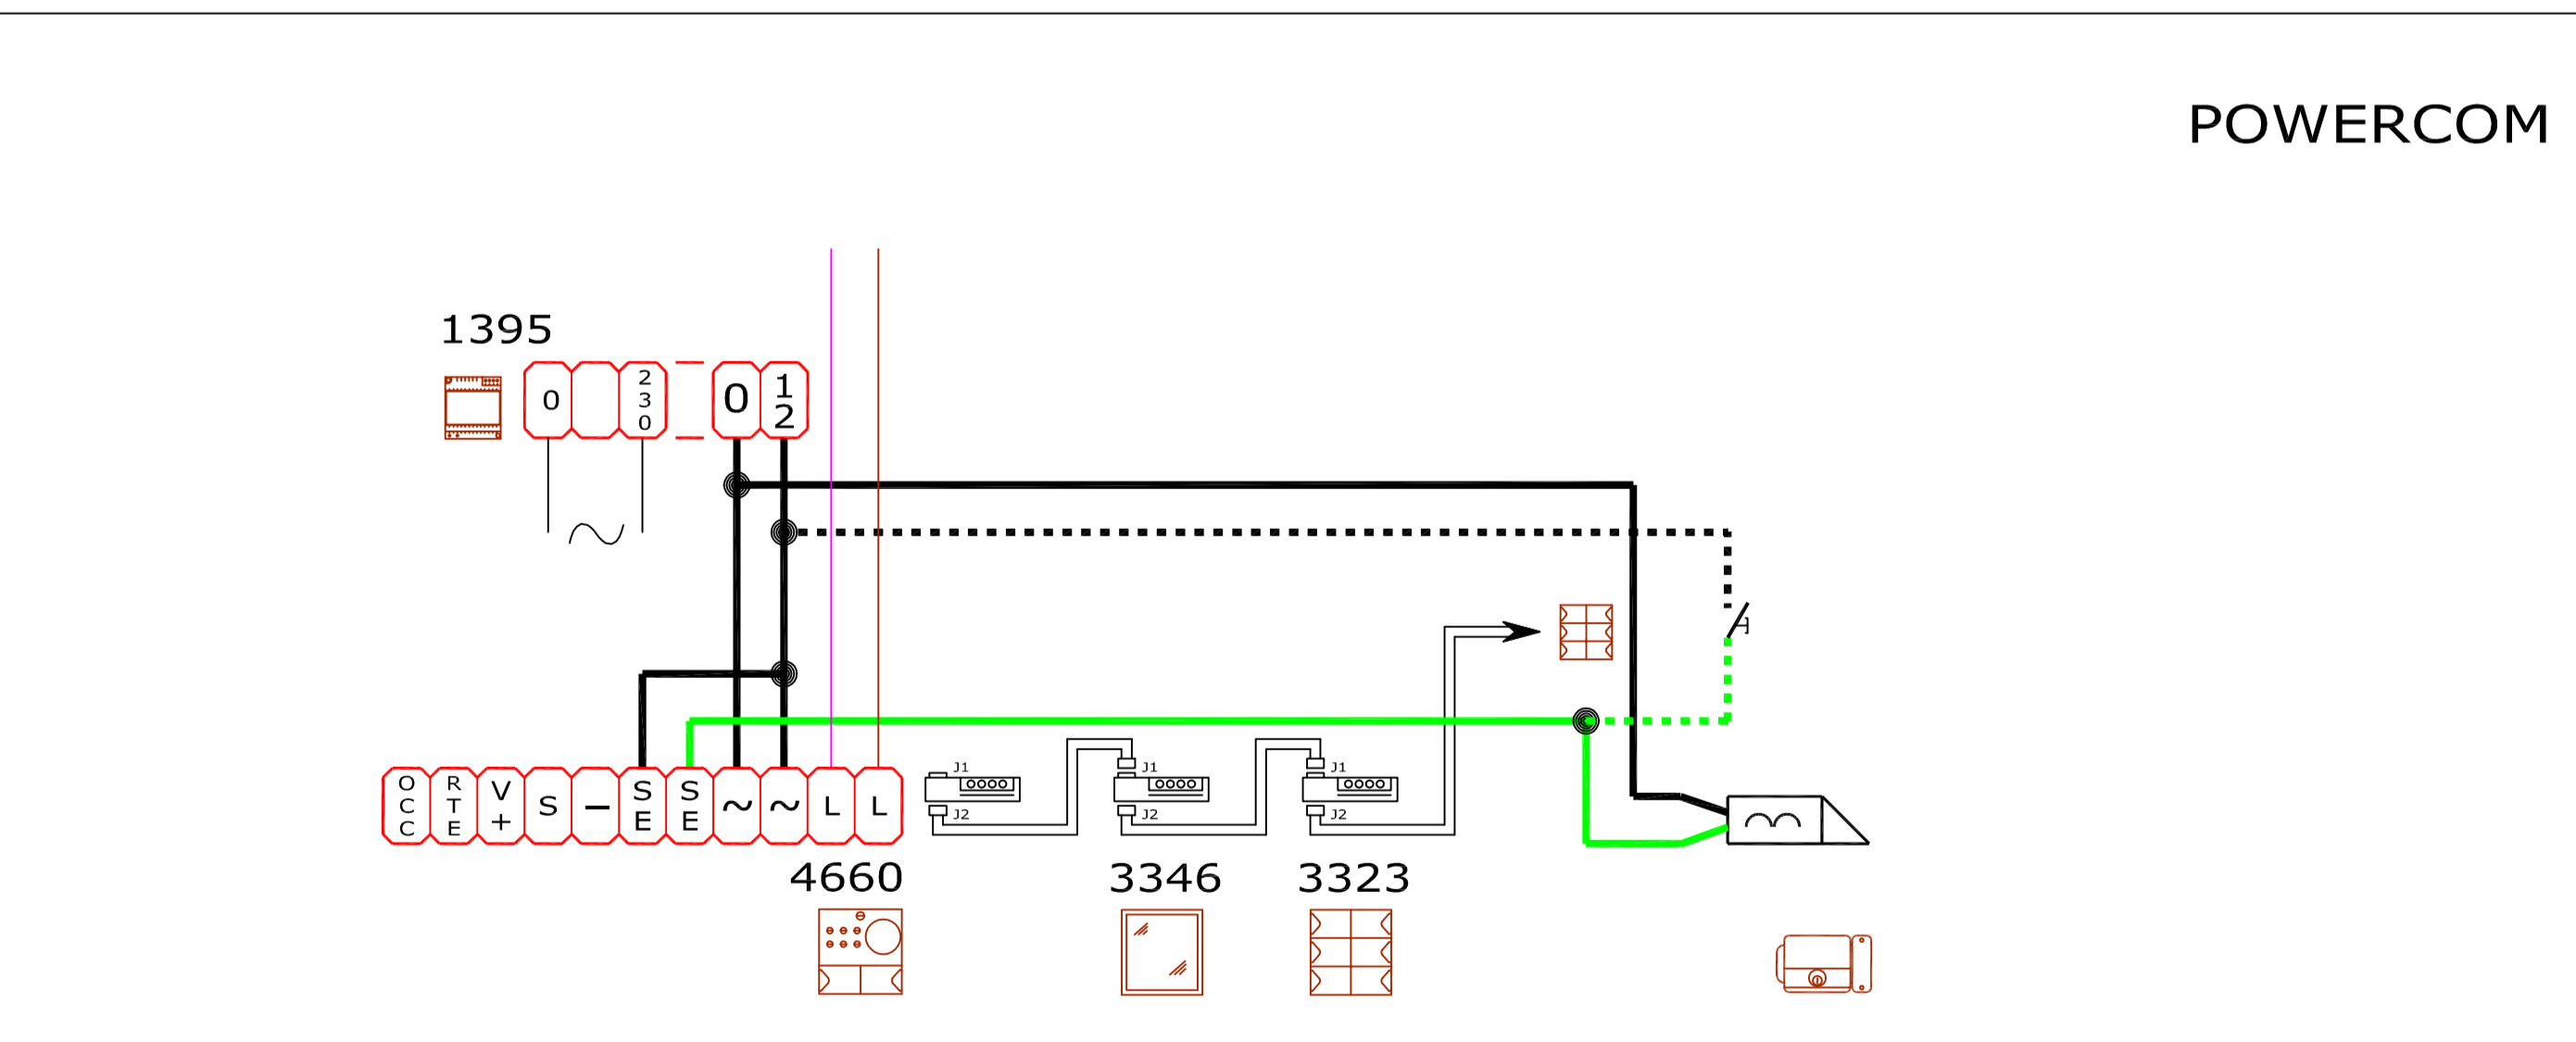 POWERCOM
1395
0 230 0 12
OCC RTE V+ S – SE SE ~ ~ L L
J1 J1 J1
J2 J2 J2
4660 3346 3323